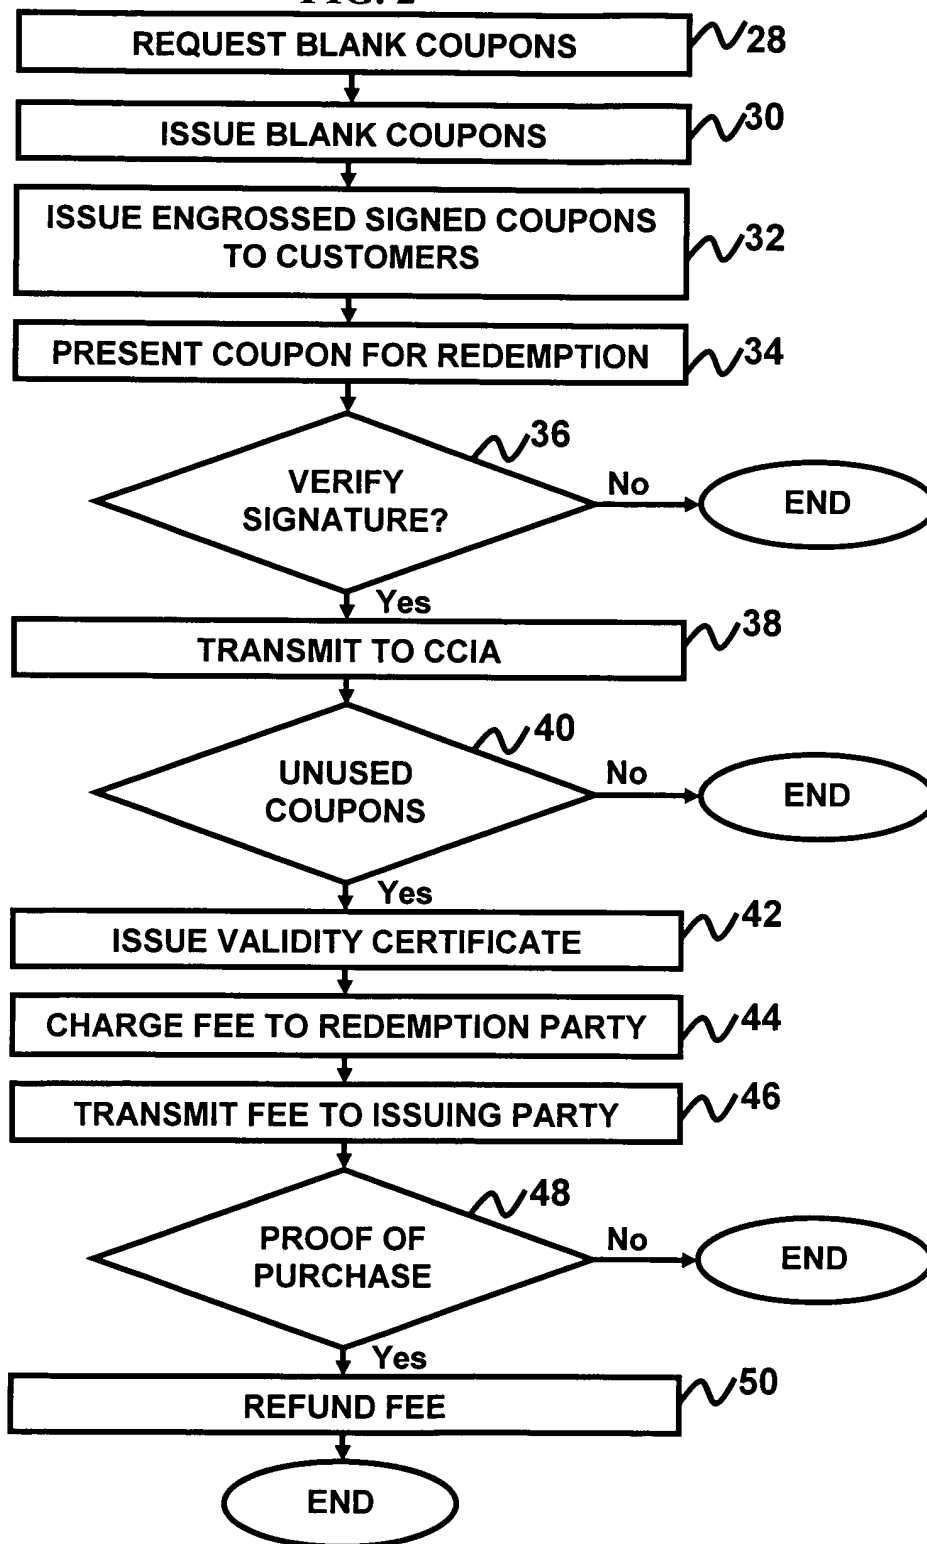 FIG. 2
REQUEST BLANK COUPONS
28
ISSUE BLANK COUPONS
30
ISSUE ENGROSSED SIGNED COUPONS
TO CUSTOMERS
32
PRESENT COUPON FOR REDEMPTION
34
36
VERIFY
SIGNATURE?
No
END
Yes
TRANSMIT TO CCIA
38
40
UNUSED
COUPONS
No
END
Yes
ISSUE VALIDITY CERTIFICATE
42
CHARGE FEE TO REDEMPTION PARTY
44
TRANSMIT FEE TO ISSUING PARTY
46
48
PROOF OF
PURCHASE
No
END
Yes
REFUND FEE
50
END